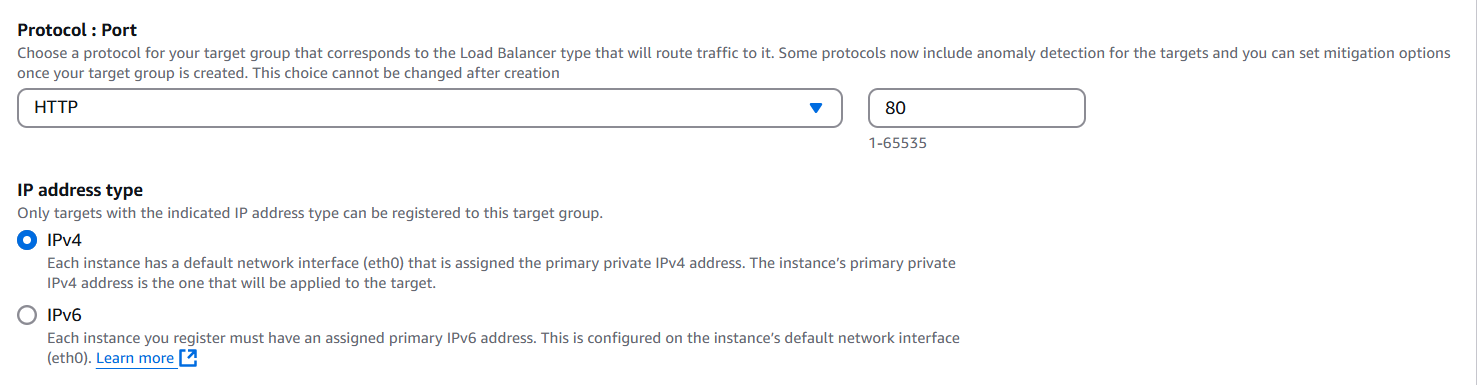 Protocol : Port
Choose a protocol for your target group that corresponds to the Load Balancer type that will route traffic to it. Some protocols now include anomaly detection for the targets and you can set mitigation options
once your target group is created. This choice cannot be changed after creation
HTTP
80
1-65535
IP address type
Only targets with the indicated IP address type can be registered to this target group.
IPv4
Each instance has a default network interface (eth0) that is assigned the primary private IPv4 address. The instance's primary private
IPv4 address is the one that will be applied to the target.
IPv6
Each instance you register must have an assigned primary IPv6 address. This is configured on the instance's default network interface
(eth0). Learn more